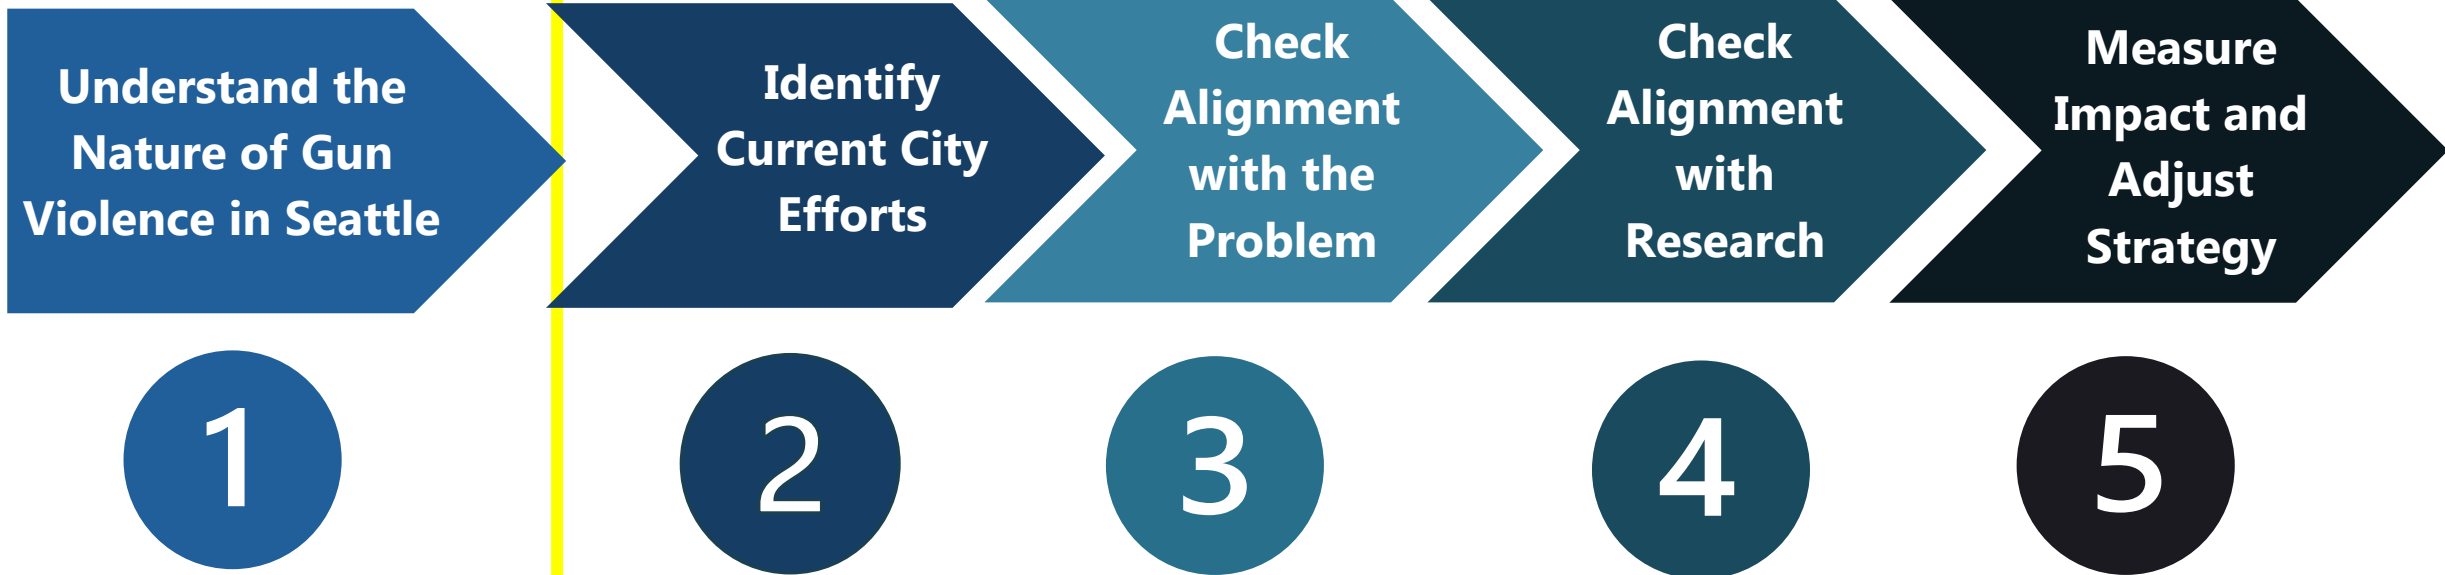 Understand the
Nature of Gun
Violence in Seattle
Identify
Current City
Efforts
Check
Alignment
with the
Problem
Check
Alignment
with
Research
Measure
Impact and
Adjust
Strategy
1
2
3
4
5